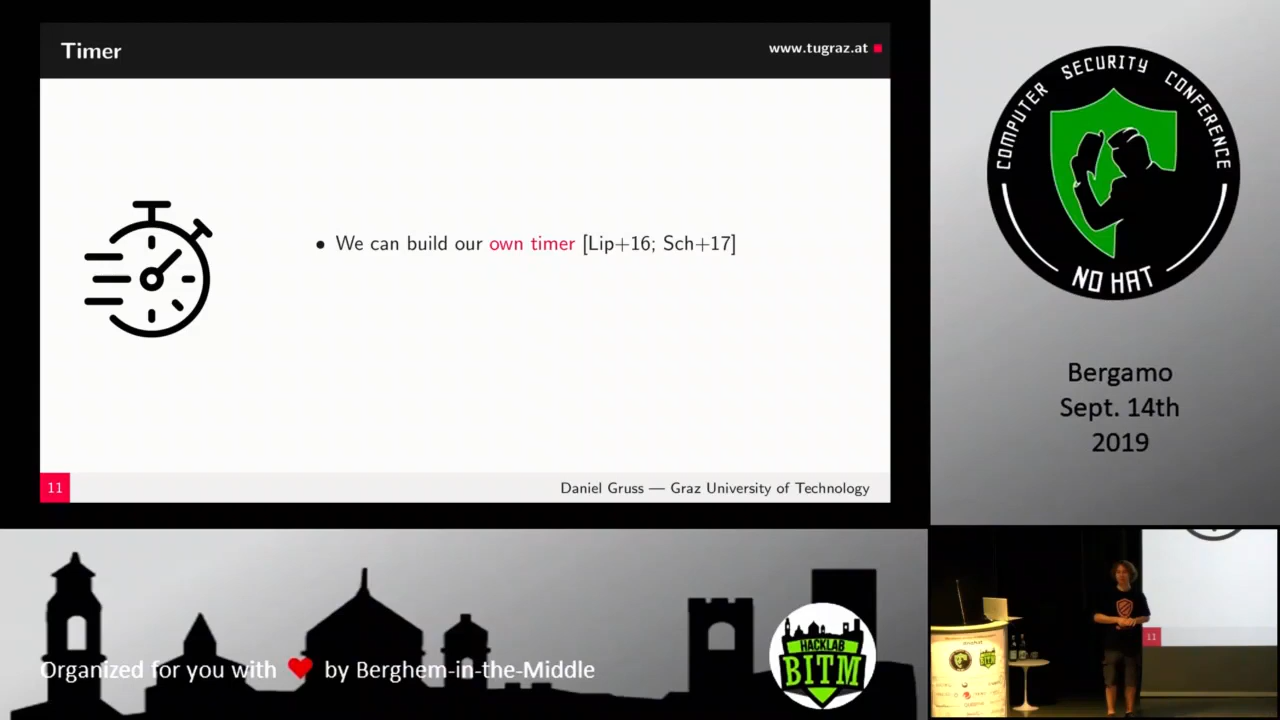 Timer
www.tugraz.at
• We can build our own timer [Lip+16; Sch+17]
11
Daniel Gruss — Graz University of Technology
COMPUTER SECURITY CONFERENCE
NO HAT
Bergamo
Sept. 14th
2019
Organized for you with ❤ by Berghem-in-the-Middle
HACKLAB
BITM
11